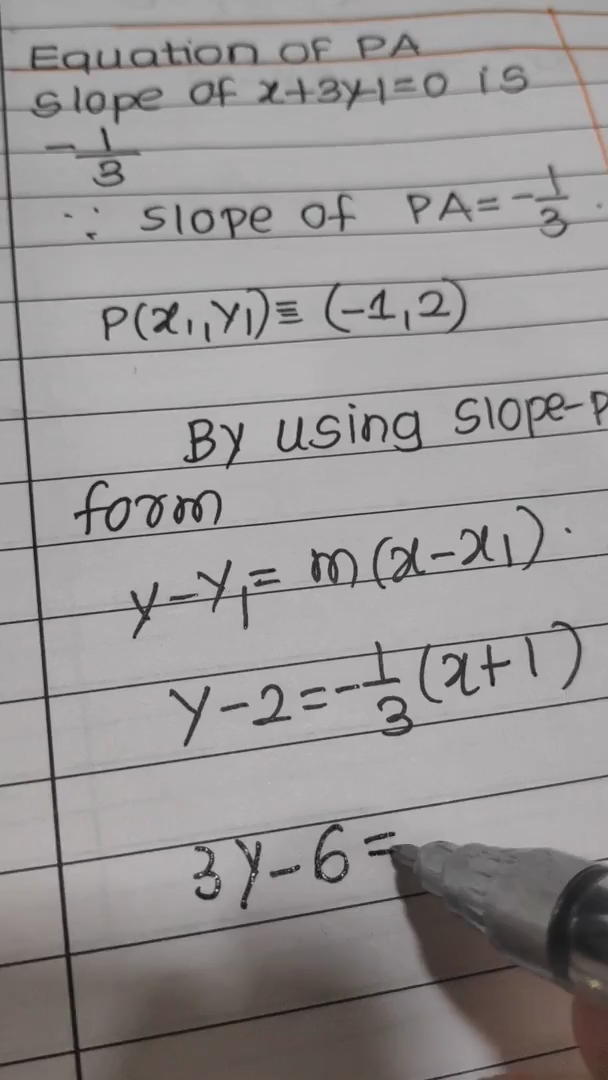 Equation OF PA
slope of x+3y-1=0 is
-1/3
∵ slope of PA = -1/3.
P(x₁,y₁) ≡ (-1,2)
By using slope-P
form
y-y₁ = m(x-x₁).
y-2 = -1/3(x+1)
3y-6=